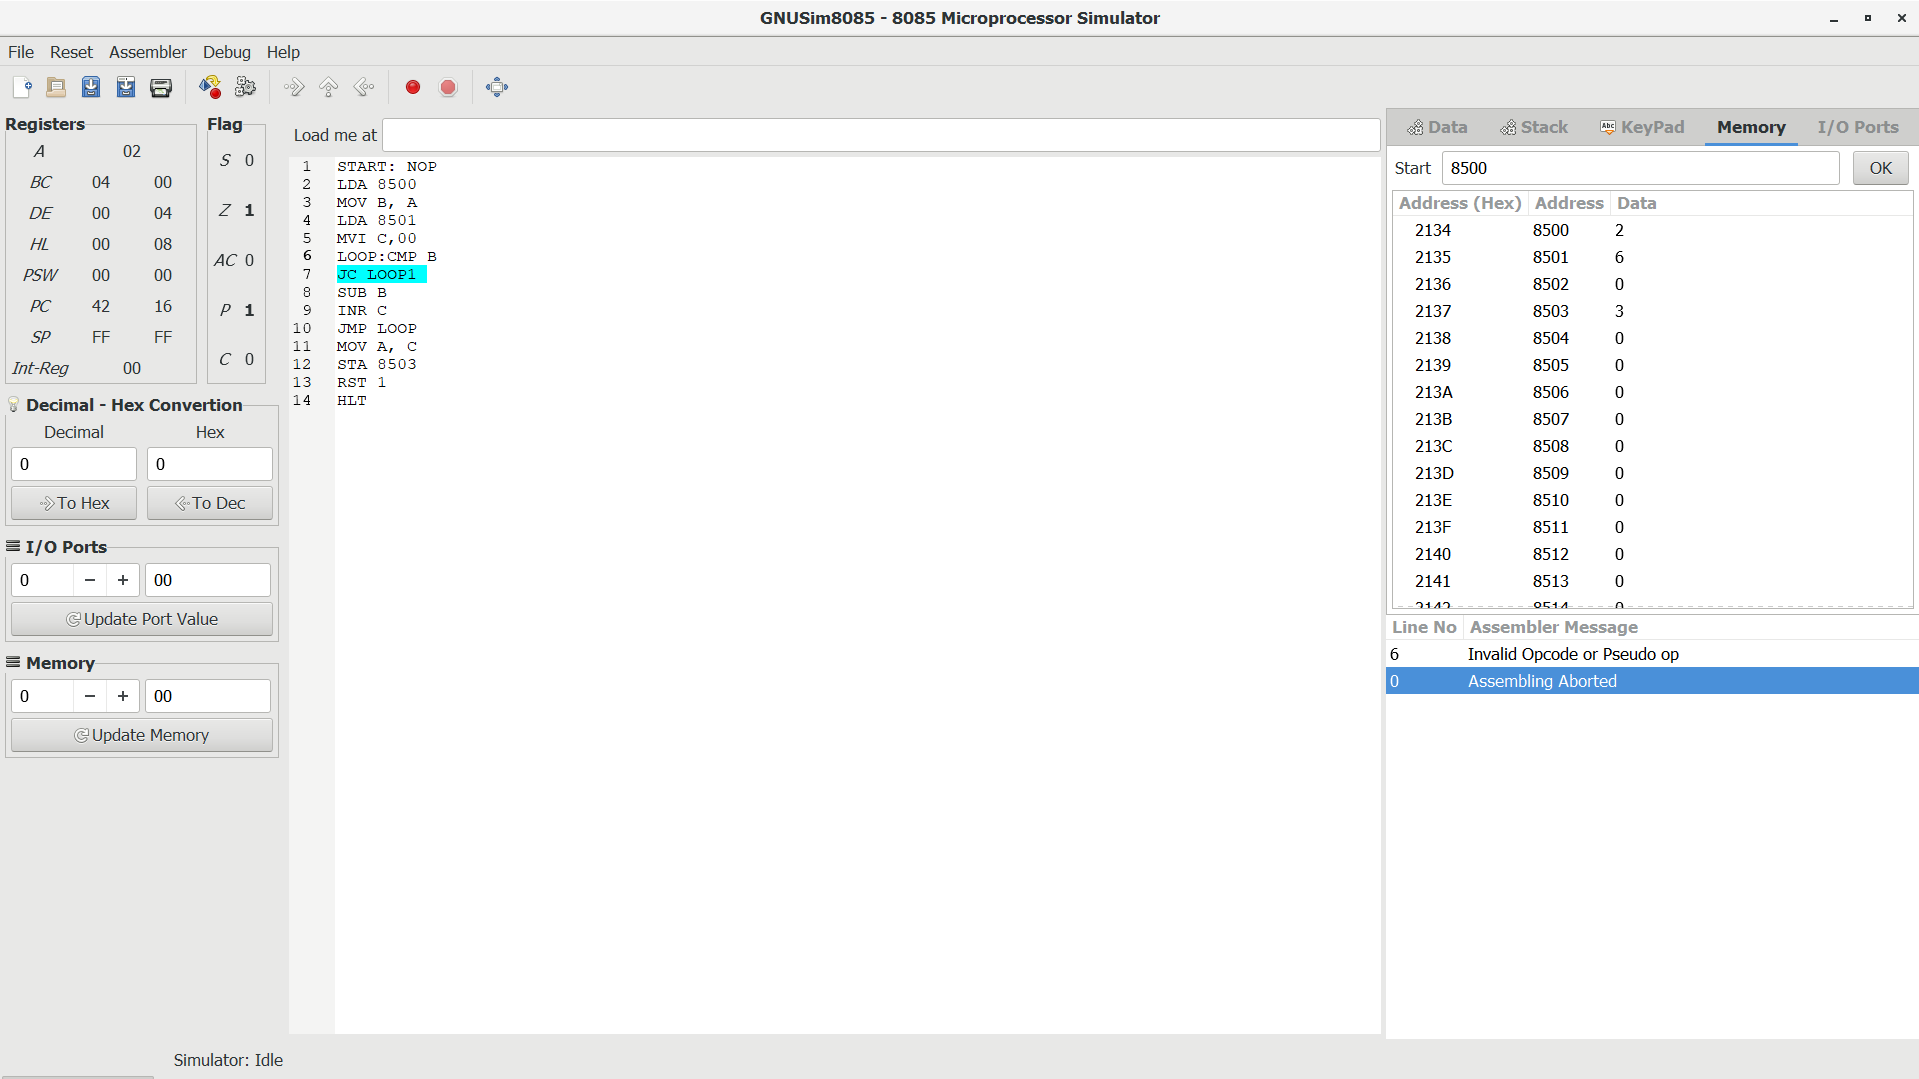 GNUSim8085 - 8085 Microprocessor Simulator
File Reset Assembler Debug Help
Registers
A 02
BC 04 00
DE 00 04
HL 00 08
PSW 00 00
PC 42 16
SP FF FF
Int-Reg 00
Flag
S 0
Z 1
AC 0
P 1
C 0
Decimal - Hex Convertion
Decimal Hex
0 0
To Hex To Dec
I/O Ports
0 − + 00
Update Port Value
Memory
0 − + 00
Update Memory
Load me at
1 START: NOP
2 LDA 8500
3 MOV B, A
4 LDA 8501
5 MVI C,00
6 LOOP:CMP B
7 JC LOOP1
8 SUB B
9 INR C
10 JMP LOOP
11 MOV A, C
12 STA 8503
13 RST 1
14 HLT
Data Stack Abc KeyPad Memory I/O Ports
Start 8500 OK
Address (Hex) Address Data
2134 8500 2
2135 8501 6
2136 8502 0
2137 8503 3
2138 8504 0
2139 8505 0
213A 8506 0
213B 8507 0
213C 8508 0
213D 8509 0
213E 8510 0
213F 8511 0
2140 8512 0
2141 8513 0
2142 8514 0
Line No Assembler Message
6 Invalid Opcode or Pseudo op
0 Assembling Aborted
Simulator: Idle